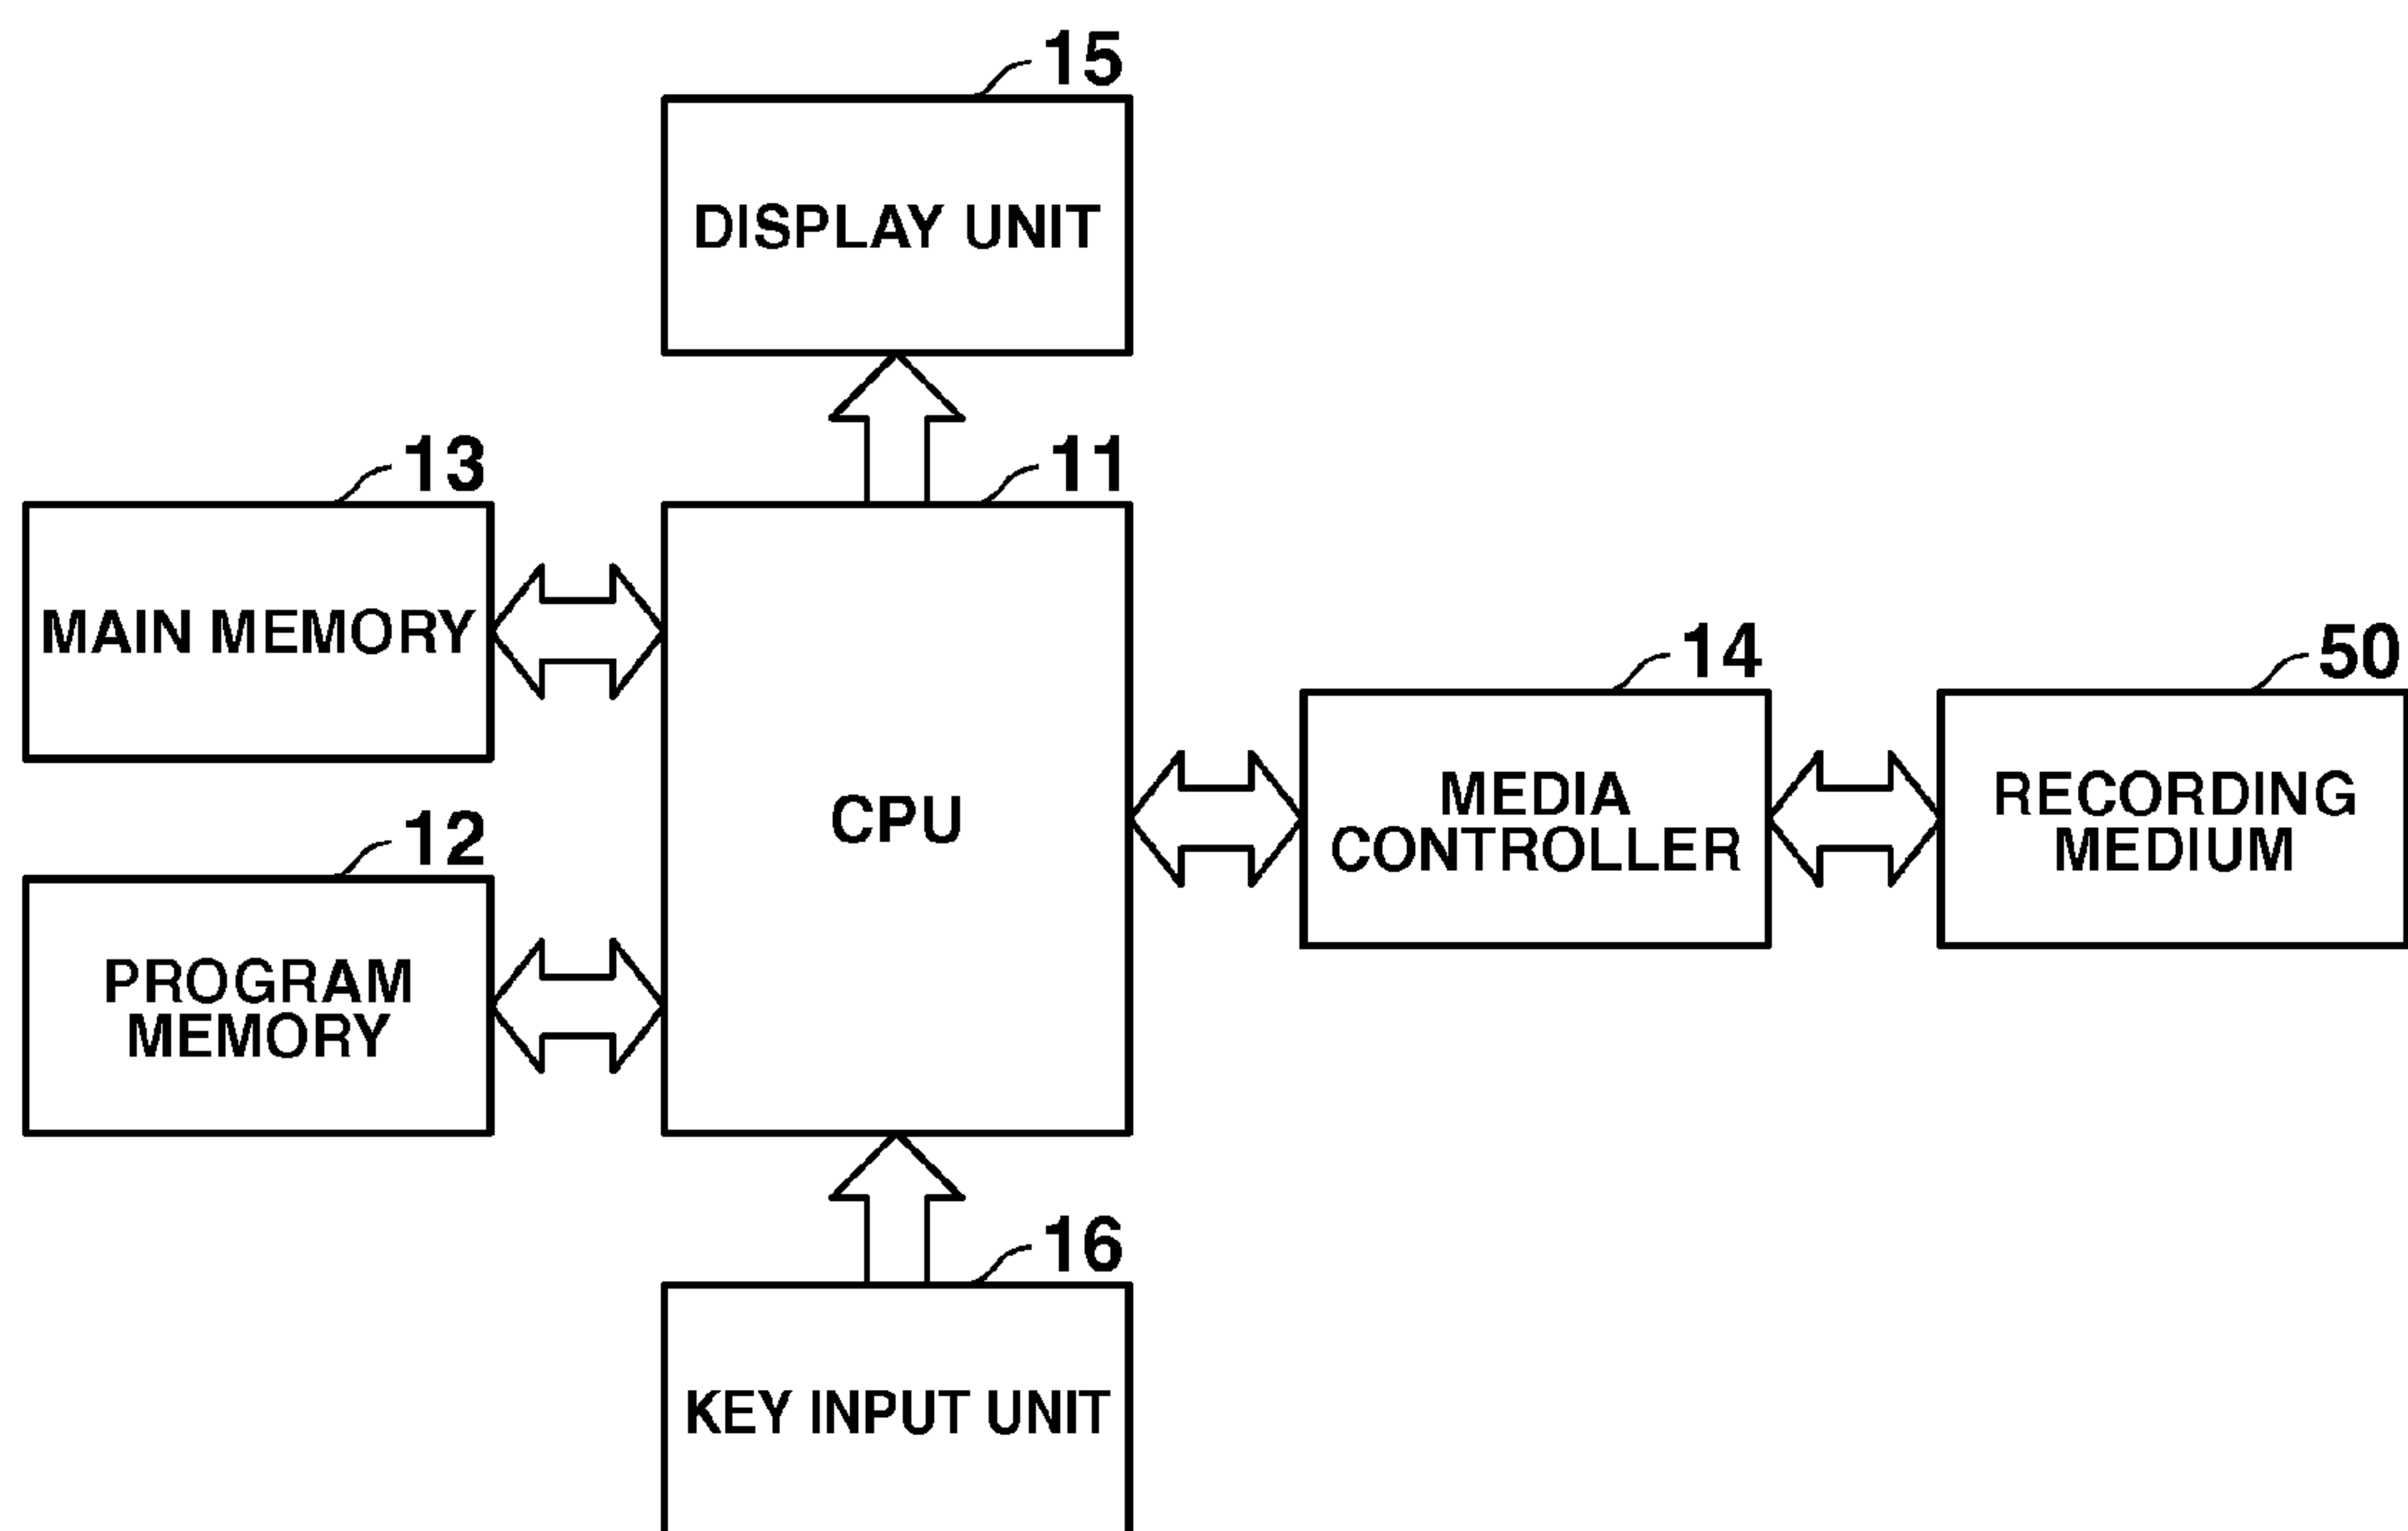 15
DISPLAY UNIT
13
11
MAIN MEMORY
14
50
CPU
MEDIA
CONTROLLER
RECORDING
MEDIUM
12
PROGRAM
MEMORY
16
KEY INPUT UNIT